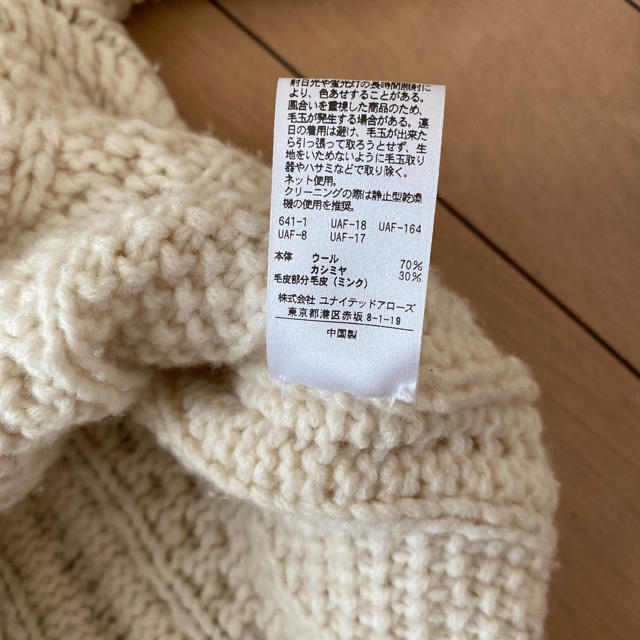 射日光や蛍光灯の長時間照射に
より、色あせすることがある。
風合いを重視した商品のため、
毛玉が発生する場合がある。連
日の着用は避け、毛玉が出来た
ら引っ張って取ろうとせず、生
地をいためないように毛玉取り
器やハサミなどで取り除く。
ネット使用。
クリーニングの際は静止型乾燥
機の使用を推奨。
641-1 UAF-18 UAF-164
UAF-8 UAF-17
本体 ウール 70%
カシミヤ 30%
毛皮部分毛皮（ミンク）
株式会社 ユナイテッドアローズ
東京都港区赤坂 8-1-19
中国製